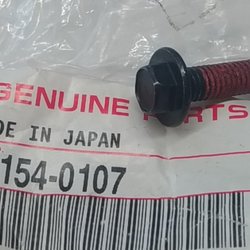 GENUINE PARTS
DE IN JAPAN
154-0107